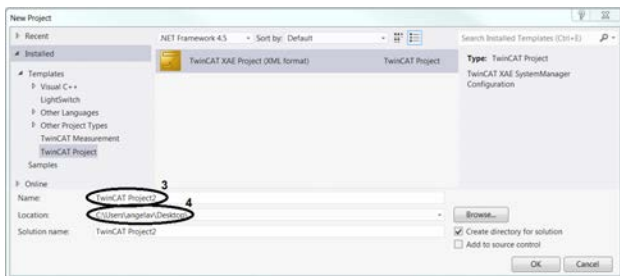 New Project
Recent
.NET Framework 4.5
Sort by: Default
Search Installed Templates (Ctrl+E)
Installed
TwinCAT XAE Project (XML format)
TwinCAT Project
Type: TwinCAT Project
TwinCAT XAE SystemManager
Configuration
Templates
Visual C++
LightSwitch
Other Languages
Other Project Types
TwinCAT Measurement
TwinCAT Project
Samples
Online
3
Name:
TwinCAT Project2
4
Location:
C:\Users\angelav\Desktop\
Browse...
Solution name:
TwinCAT Project2
Create directory for solution
Add to source control
OK
Cancel